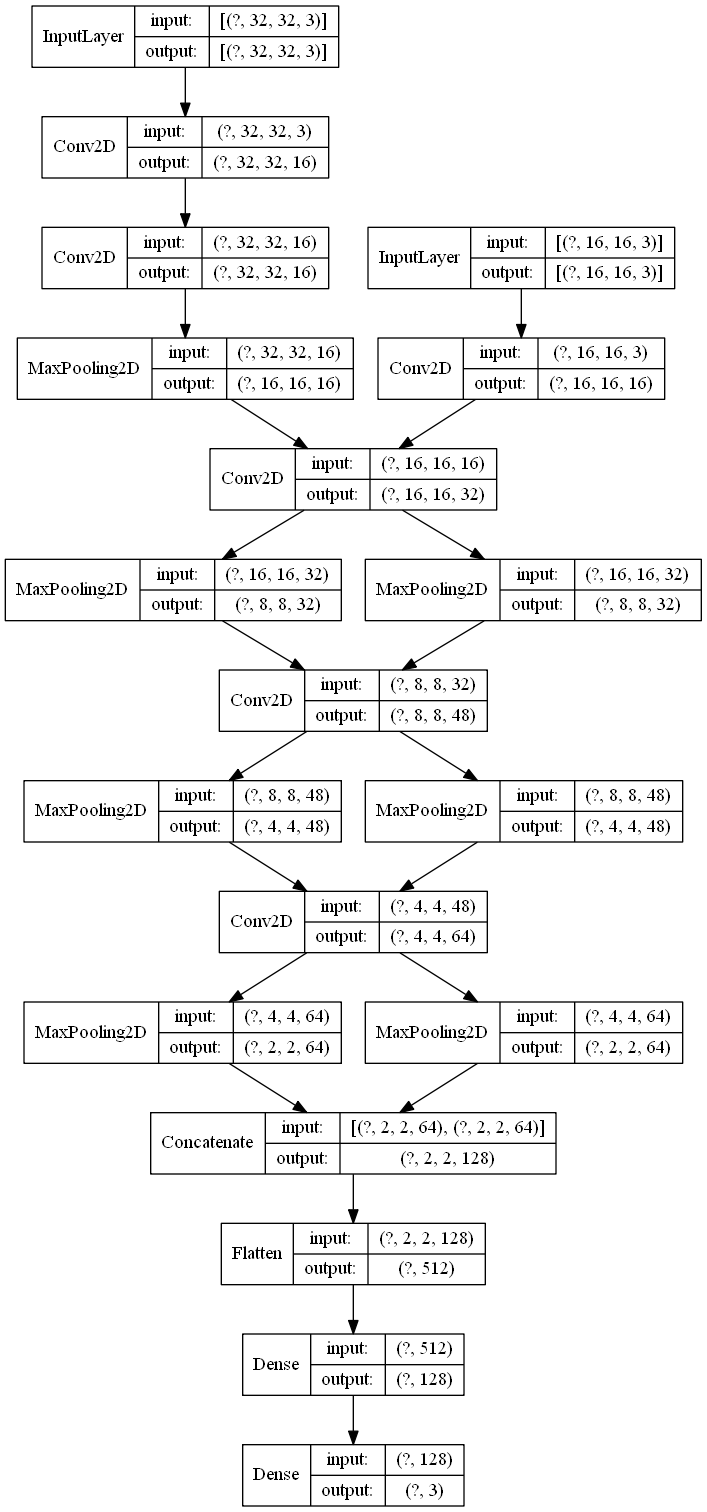 InputLayer
input: [(?, 32, 32, 3)]
output: [(?, 32, 32, 3)]
Conv2D
input: (?, 32, 32, 3)
output: (?, 32, 32, 16)
Conv2D
input: (?, 32, 32, 16)
output: (?, 32, 32, 16)
InputLayer
input: [(?, 16, 16, 3)]
output: [(?, 16, 16, 3)]
MaxPooling2D
input: (?, 32, 32, 16)
output: (?, 16, 16, 16)
Conv2D
input: (?, 16, 16, 3)
output: (?, 16, 16, 16)
Conv2D
input: (?, 16, 16, 16)
output: (?, 16, 16, 32)
MaxPooling2D
input: (?, 16, 16, 32)
output: (?, 8, 8, 32)
MaxPooling2D
input: (?, 16, 16, 32)
output: (?, 8, 8, 32)
Conv2D
input: (?, 8, 8, 32)
output: (?, 8, 8, 48)
MaxPooling2D
input: (?, 8, 8, 48)
output: (?, 4, 4, 48)
MaxPooling2D
input: (?, 8, 8, 48)
output: (?, 4, 4, 48)
Conv2D
input: (?, 4, 4, 48)
output: (?, 4, 4, 64)
MaxPooling2D
input: (?, 4, 4, 64)
output: (?, 2, 2, 64)
MaxPooling2D
input: (?, 4, 4, 64)
output: (?, 2, 2, 64)
Concatenate
input: [(?, 2, 2, 64), (?, 2, 2, 64)]
output: (?, 2, 2, 128)
Flatten
input: (?, 2, 2, 128)
output: (?, 512)
Dense
input: (?, 512)
output: (?, 128)
Dense
input: (?, 128)
output: (?, 3)